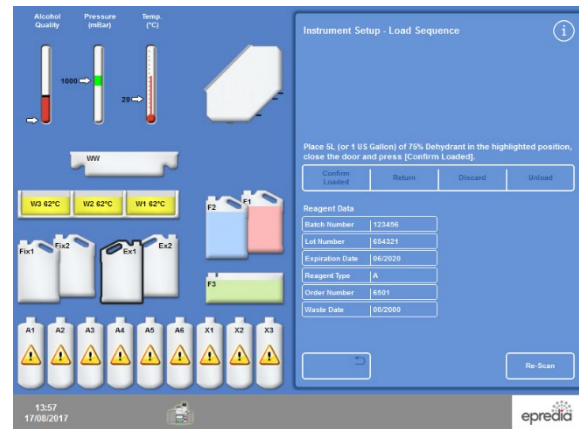 Alcohol Quality
Pressure (mBar)
Temp. (°C)
1000
20
WW
W3 62°C
W2 62°C
W1 62°C
F2
F1
Fix1
Fix2
Ex1
Ex2
F3
A1
A2
A3
A4
A5
A6
X1
X2
X3
13:57
17/08/2017
Instrument Setup - Load Sequence
i
Place 5L (or 1 US Gallon) of 75% Dehydrant in the highlighted position,
close the door and press [Confirm Loaded].
Confirm Loaded
Return
Discard
Unload
Reagent Data
Batch Number 123456
Lot Number 654321
Expiration Date 06/2020
Reagent Type A
Order Number 6501
Waste Date 00/2000
Re-Scan
epredia